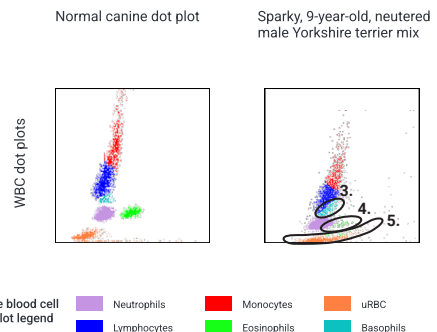 Normal canine dot plot
Sparky, 9-year-old, neutered
male Yorkshire terrier mix
WBC dot plots
3.
4.
5.
e blood cell
lot legend
Neutrophils
Monocytes
uRBC
Lymphocytes
Eosinophils
Basophils